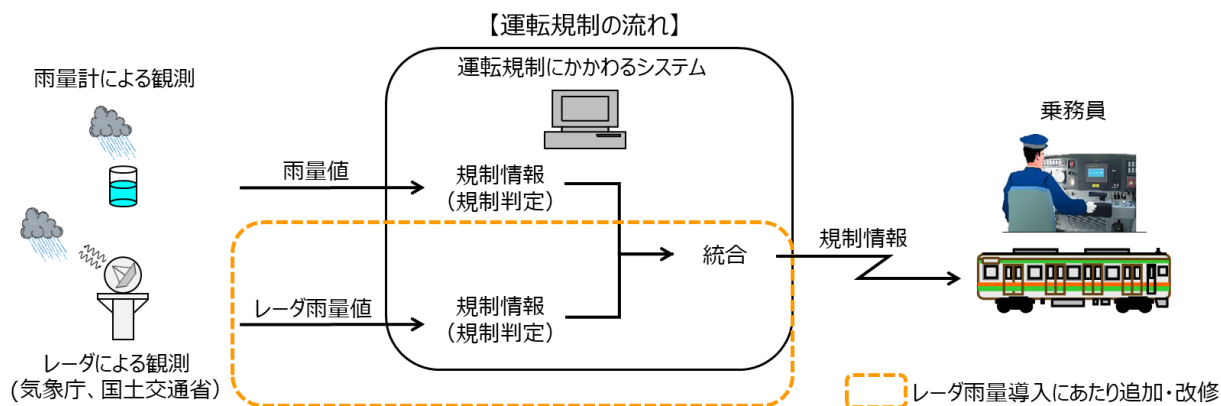 【運転規制の流れ】
運転規制にかかわるシステム
雨量計による観測
雨量値
規制情報
(規制判定)
乗務員
統合
規制情報
レーダ雨量値
規制情報
(規制判定)
レーダによる観測
(気象庁、国土交通省)
レーダ雨量導入にあたり追加・改修